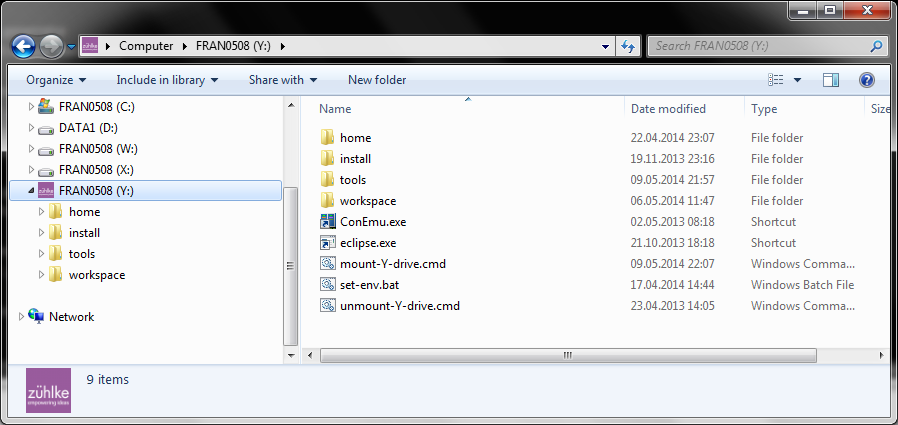 Computer FRAN0508 (Y:) Search FRAN0508 (Y:)
Organize Include in library Share with New folder
FRAN0508 (C:)
DATA1 (D:)
FRAN0508 (W:)
FRAN0508 (X:)
FRAN0508 (Y:)
home
install
tools
workspace
Network
Name Date modified Type Size
home 22.04.2014 23:07 File folder
install 19.11.2013 23:16 File folder
tools 09.05.2014 21:57 File folder
workspace 06.05.2014 11:47 File folder
ConEmu.exe 02.05.2013 08:18 Shortcut
eclipse.exe 21.10.2013 18:18 Shortcut
mount-Y-drive.cmd 09.05.2014 22:07 Windows Comma...
set-env.bat 17.04.2014 14:44 Windows Batch File
unmount-Y-drive.cmd 23.04.2013 14:05 Windows Comma...
zühlke
empowering ideas
9 items